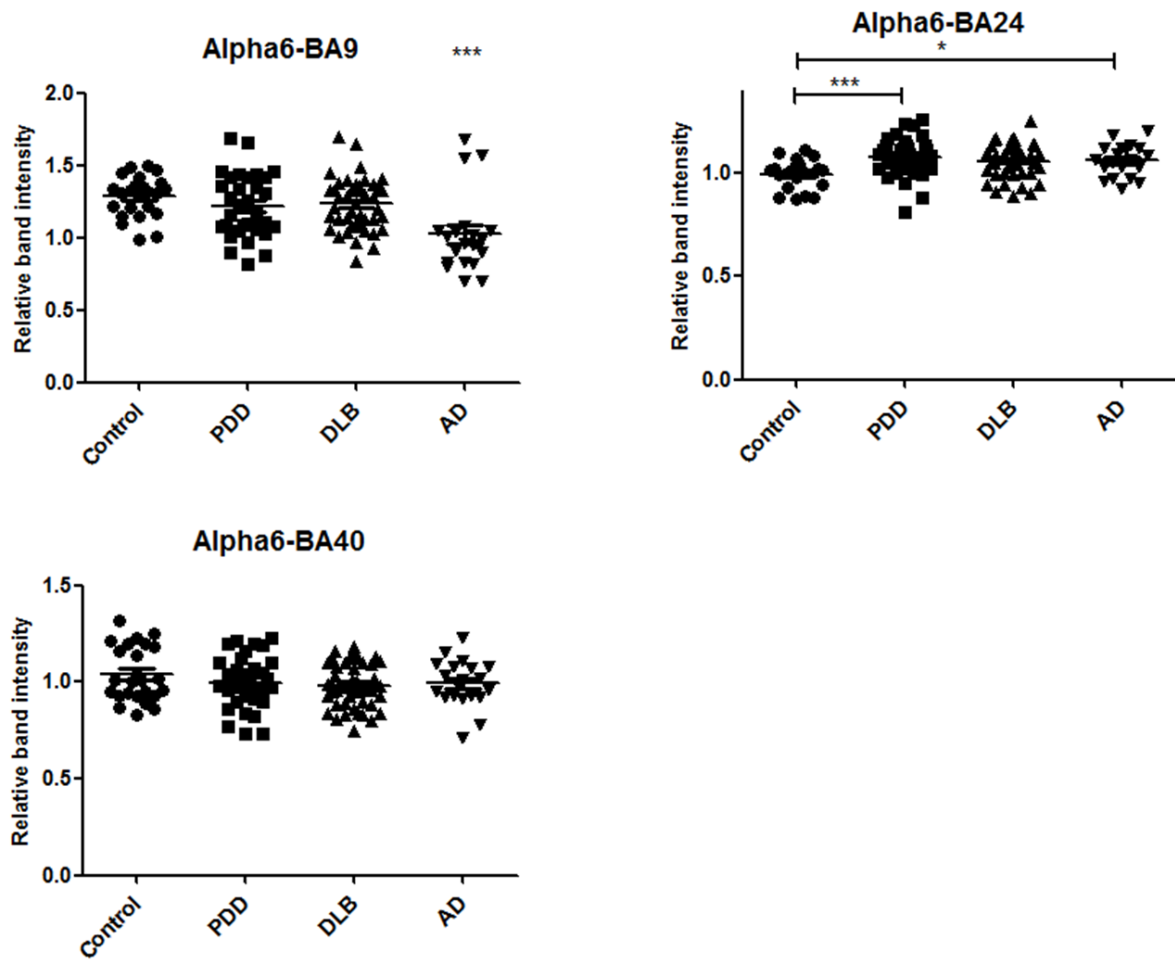 Alpha6-BA9
***
Relative band intensity
2.0
1.5
1.0
0.5
0.0
Control
PDD
DLB
AD
Alpha6-BA24
*
***
Relative band intensity
1.0
0.5
0.0
Control
PDD
DLB
AD
Alpha6-BA40
Relative band intensity
1.5
1.0
0.5
0.0
Control
PDD
DLB
AD